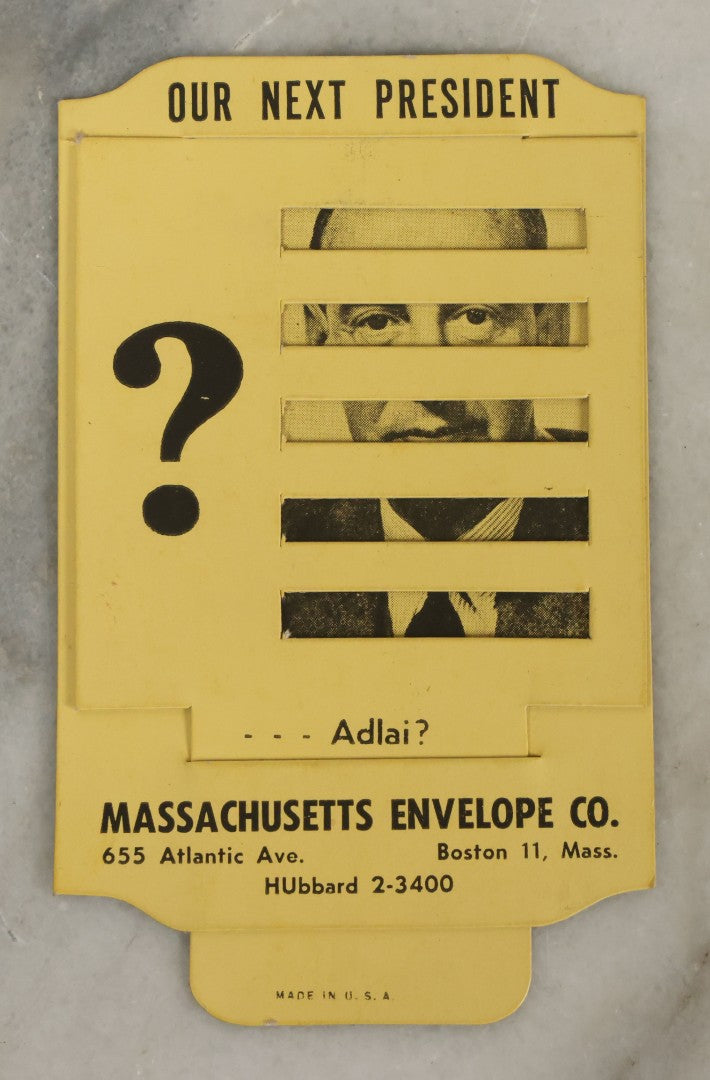 OUR NEXT PRESIDENT
?
- - - Adlai?
MASSACHUSETTS ENVELOPE CO.
655 Atlantic Ave. Boston 11, Mass.
HUbbard 2-3400
MADE IN U. S. A.